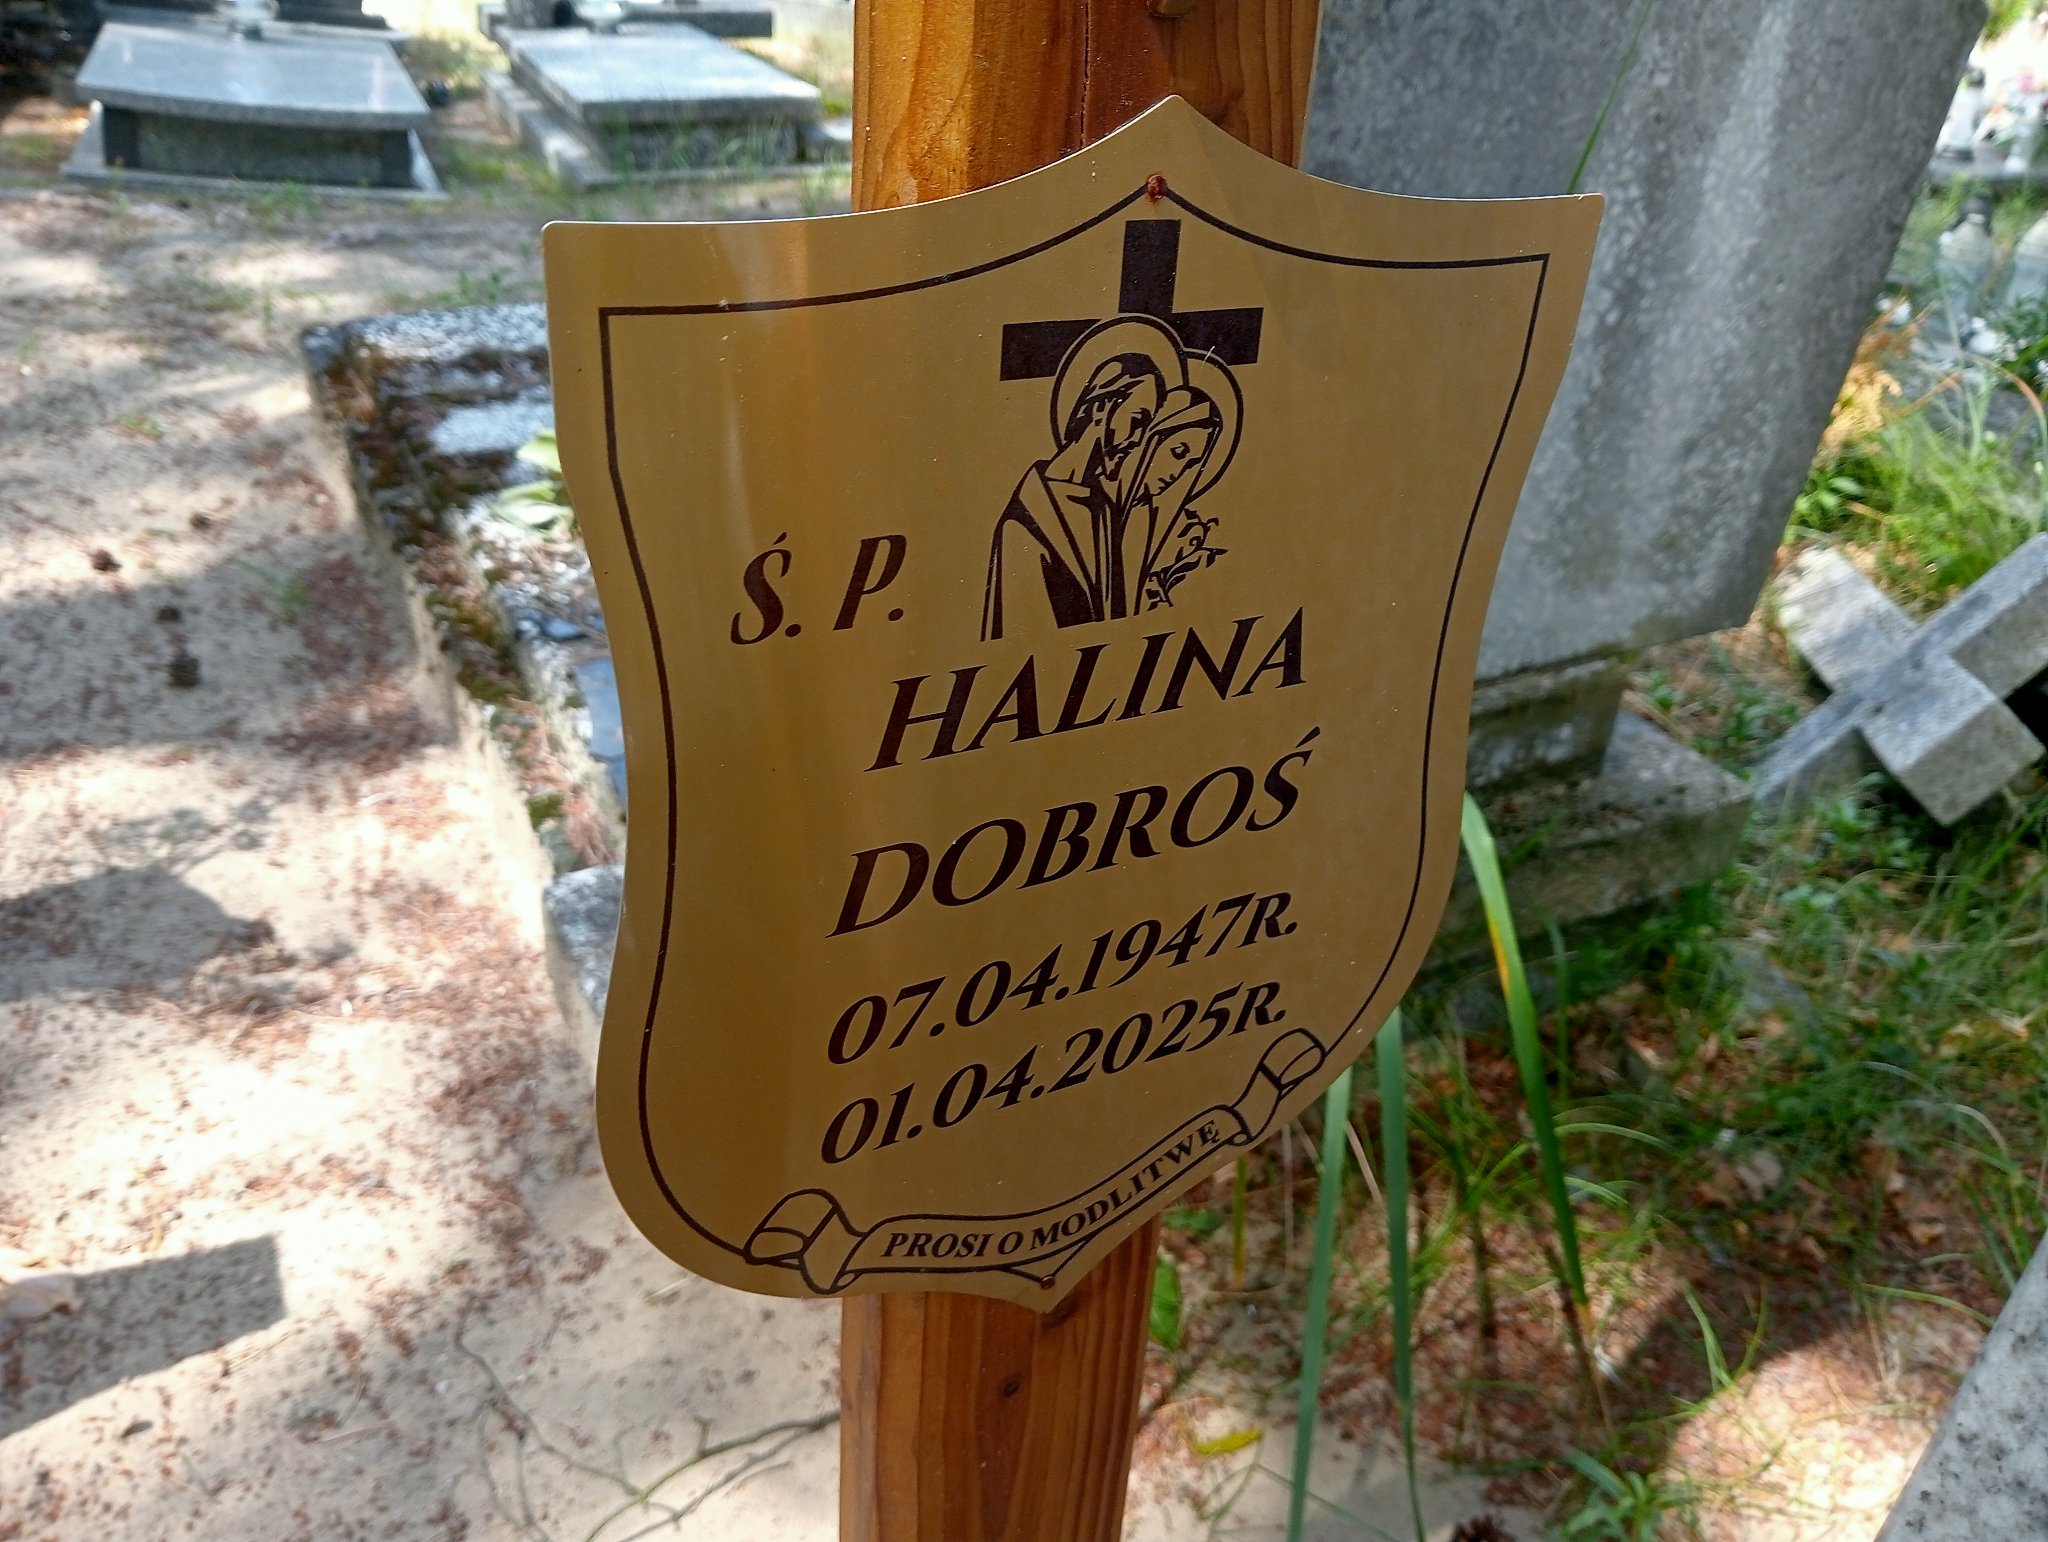 Ś. P.
HALINA
DOBROŚ
07.04.1947R.
01.04.2025R.
PROSI O MODLITWĘ